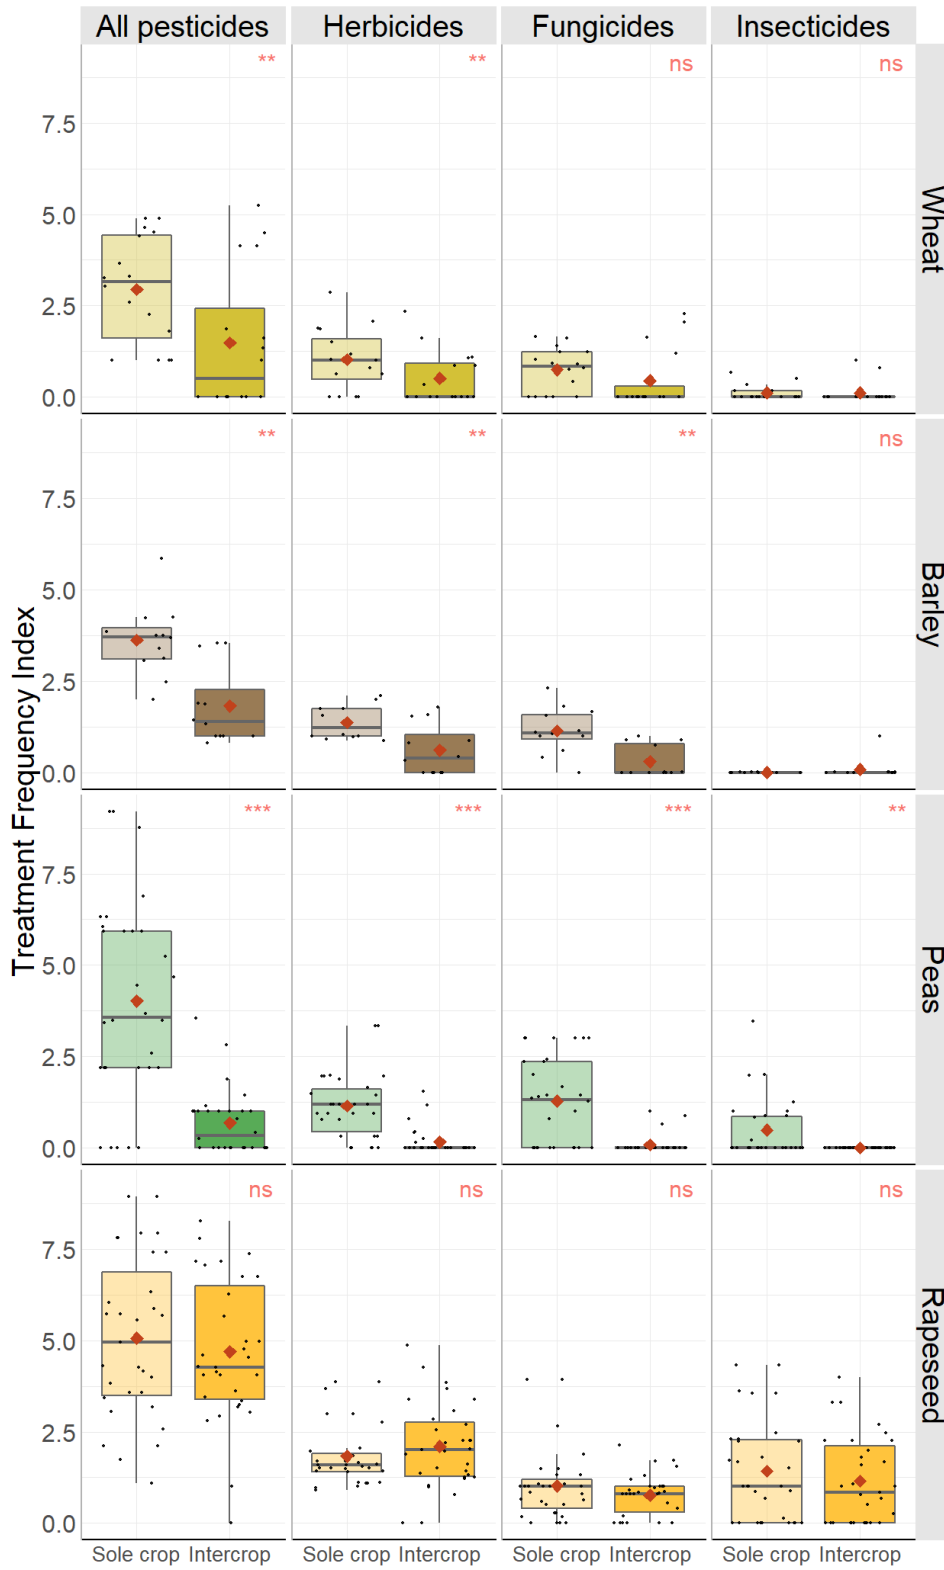 All pesticides Herbicides Fungicides Insecticides
** ** ns ns
7.5
5.0
2.5
0.0
Wheat
** ** ** ns
7.5
5.0
2.5
0.0
Barley
Treatment Frequency Index
*** *** *** **
7.5
5.0
2.5
0.0
Peas
ns ns ns ns
7.5
5.0
2.5
0.0
Rapeseed
Sole crop Intercrop Sole crop Intercrop Sole crop Intercrop Sole crop Intercrop